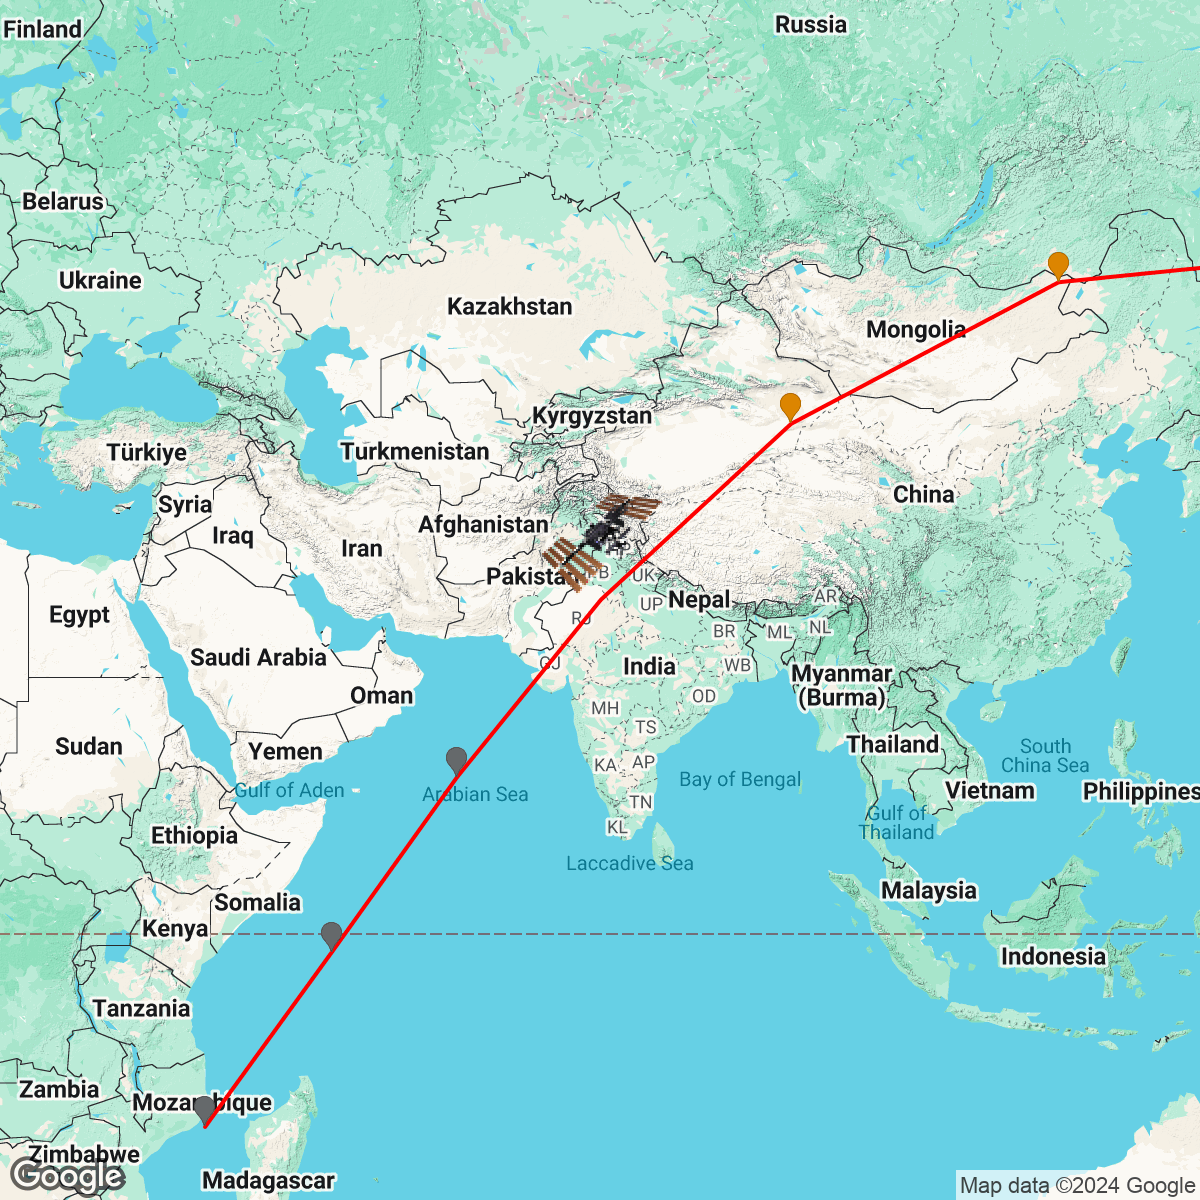 Finland
Russia
Belarus
Ukraine
Kazakhstan
Mongolia
Kyrgyzstan
Türkiye
Turkmenistan
Syria
China
Afghanistan
Iraq
Iran
HP
Pakistan
PB
UK
Nepal
AR
UP
Egypt
RJ
BR
ML
NL
Saudi Arabia
GJ
India
WB
Myanmar
(Burma)
Oman
OD
MH
TS
Sudan
Yemen
Thailand
South
China Sea
KA
AP
Bay of Bengal
Gulf of Aden
Arabian Sea
Vietnam
Philippines
TN
Gulf of
Thailand
KL
Ethiopia
Laccadive Sea
Malaysia
Somalia
Kenya
Indonesia
Tanzania
Zambia
Mozambique
Zimbabwe
Madagascar
Google
Map data ©2024 Google